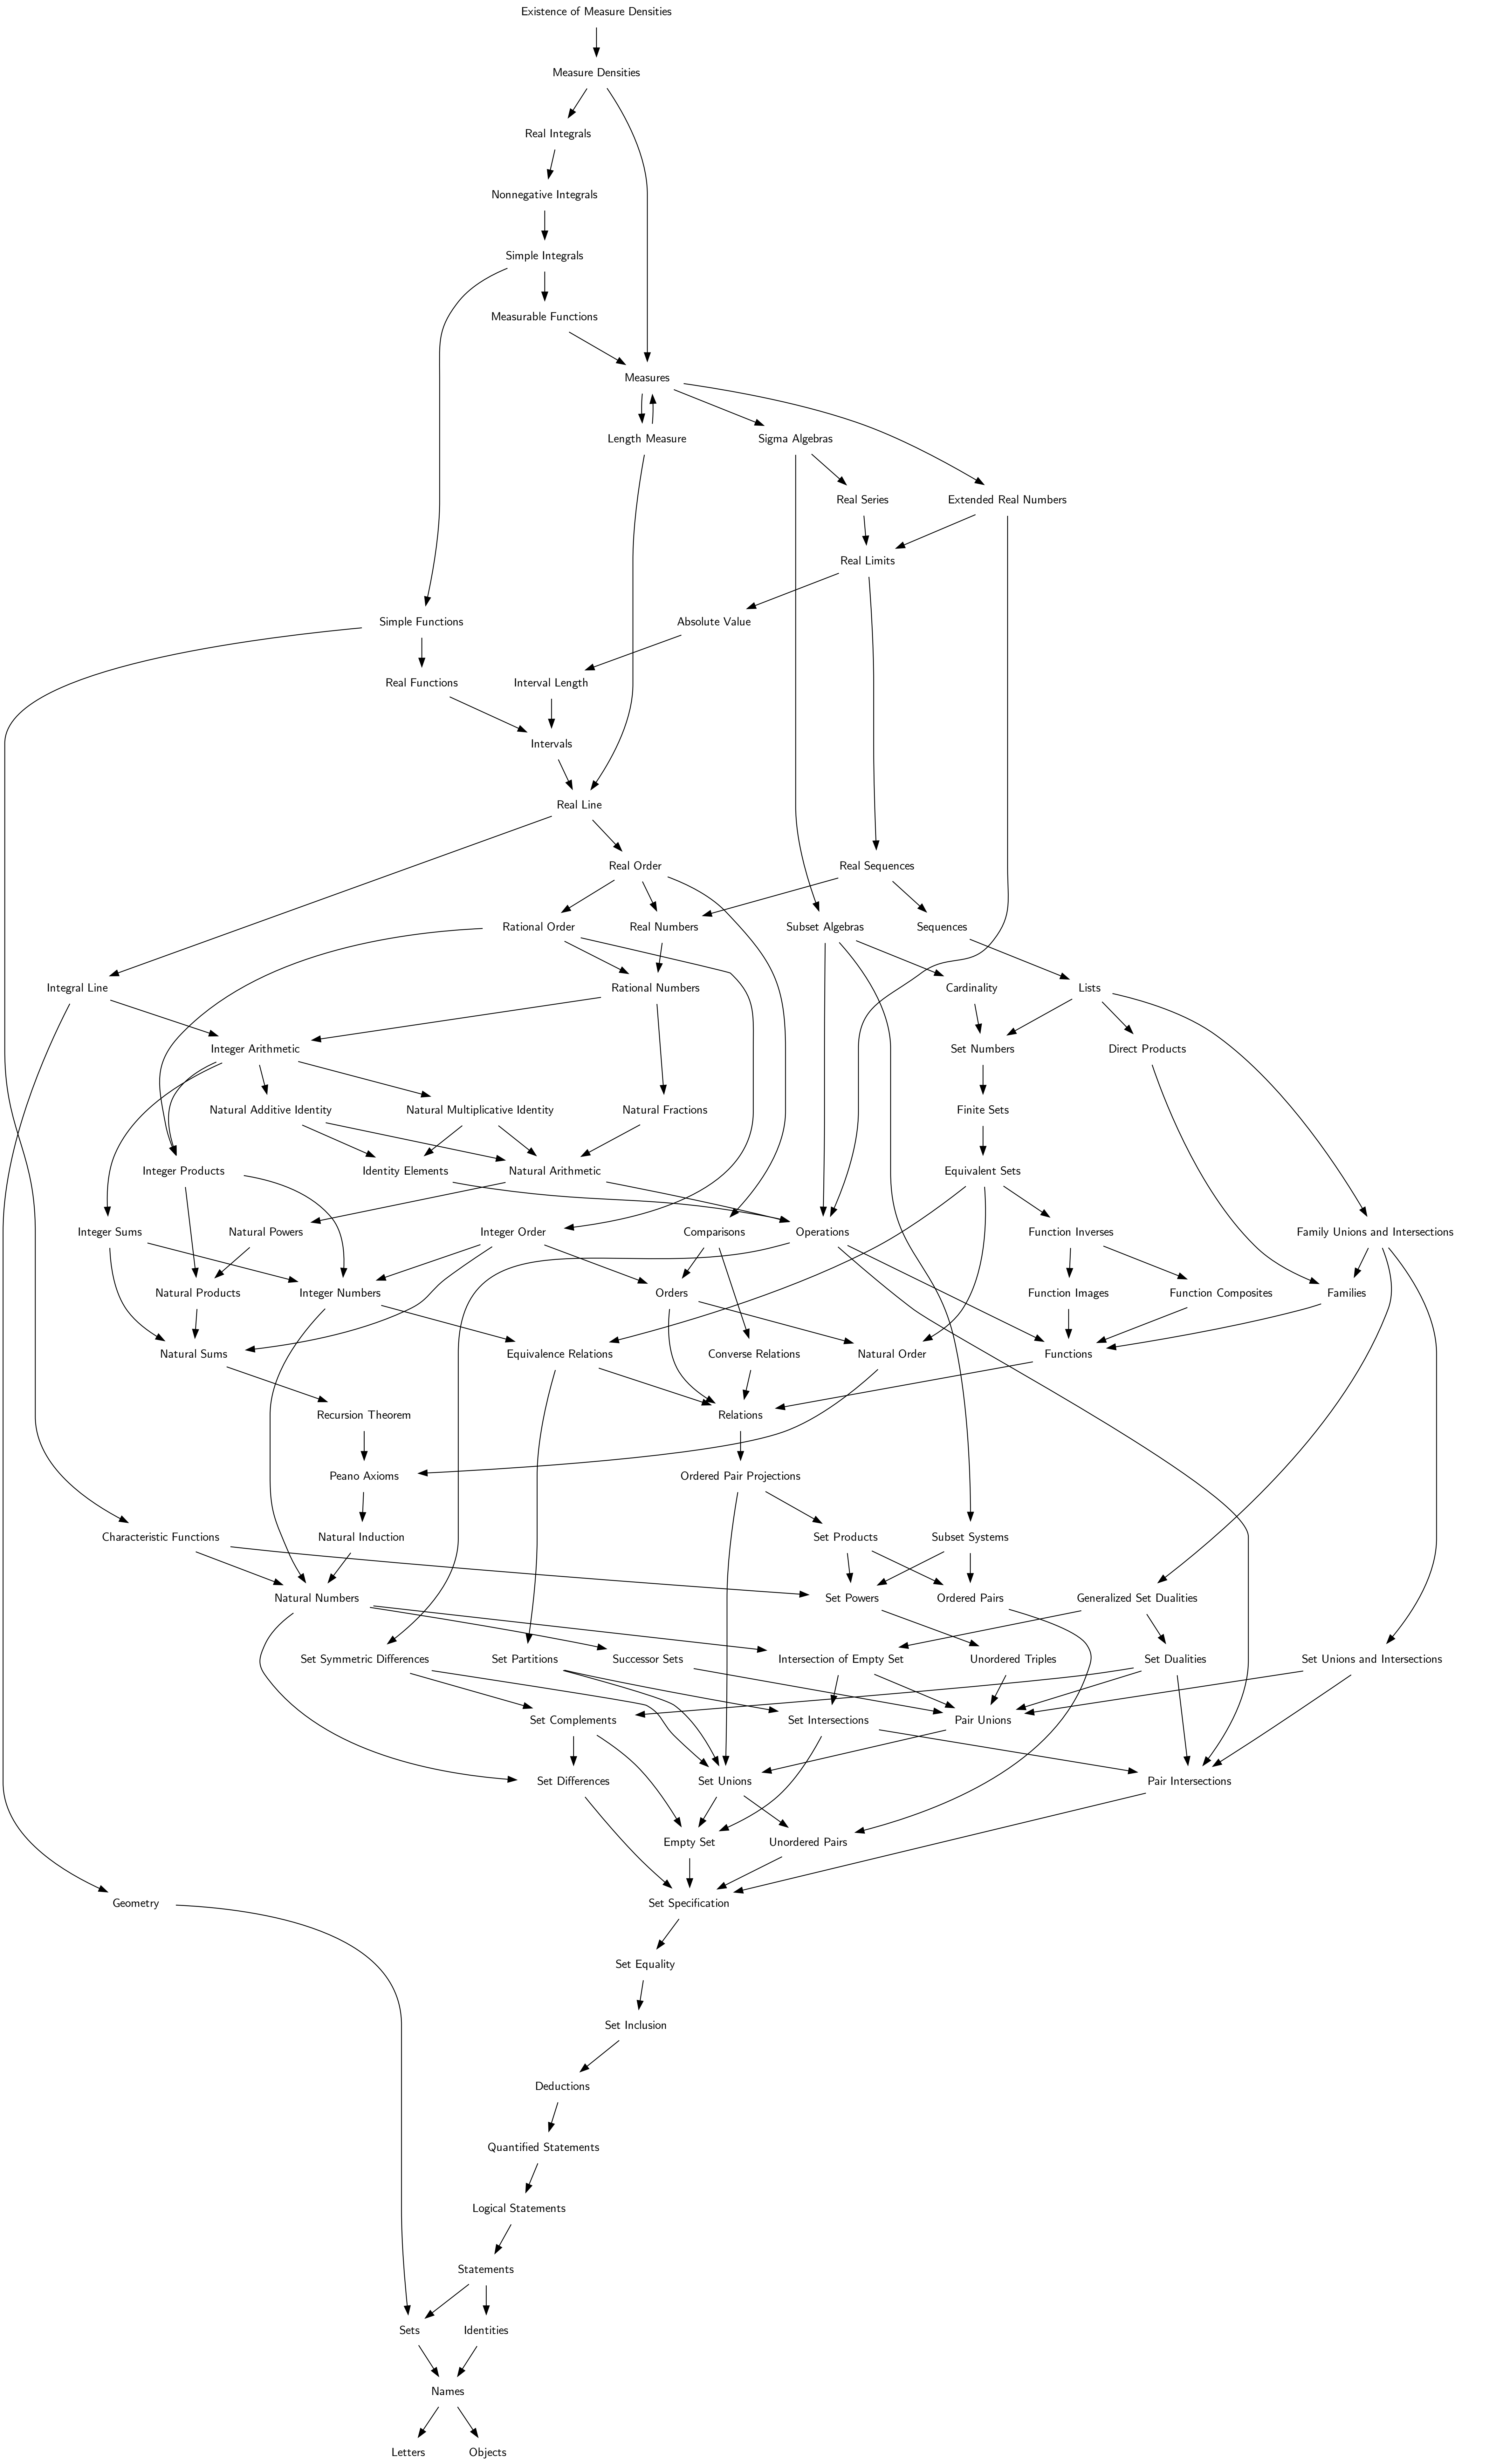 Existence of Measure Densities
Measure Densities
Real Integrals
Nonnegative Integrals
Simple Integrals
Measurable Functions
Measures
Length Measure
Sigma Algebras
Real Series
Extended Real Numbers
Real Limits
Simple Functions
Absolute Value
Real Functions
Interval Length
Intervals
Real Line
Real Order
Real Sequences
Rational Order
Real Numbers
Subset Algebras
Sequences
Integral Line
Rational Numbers
Cardinality
Lists
Integer Arithmetic
Set Numbers
Direct Products
Natural Additive Identity
Natural Multiplicative Identity
Natural Fractions
Finite Sets
Integer Products
Identity Elements
Natural Arithmetic
Equivalent Sets
Integer Sums
Natural Powers
Integer Order
Comparisons
Operations
Function Inverses
Family Unions and Intersections
Natural Products
Integer Numbers
Orders
Function Images
Function Composites
Families
Natural Sums
Equivalence Relations
Converse Relations
Natural Order
Functions
Recursion Theorem
Relations
Peano Axioms
Ordered Pair Projections
Characteristic Functions
Natural Induction
Set Products
Subset Systems
Natural Numbers
Set Powers
Ordered Pairs
Generalized Set Dualities
Set Symmetric Differences
Set Partitions
Successor Sets
Intersection of Empty Set
Unordered Triples
Set Dualities
Set Unions and Intersections
Set Complements
Set Intersections
Pair Unions
Set Differences
Set Unions
Pair Intersections
Empty Set
Unordered Pairs
Geometry
Set Specification
Set Equality
Set Inclusion
Deductions
Quantified Statements
Logical Statements
Statements
Sets
Identities
Names
Letters
Objects